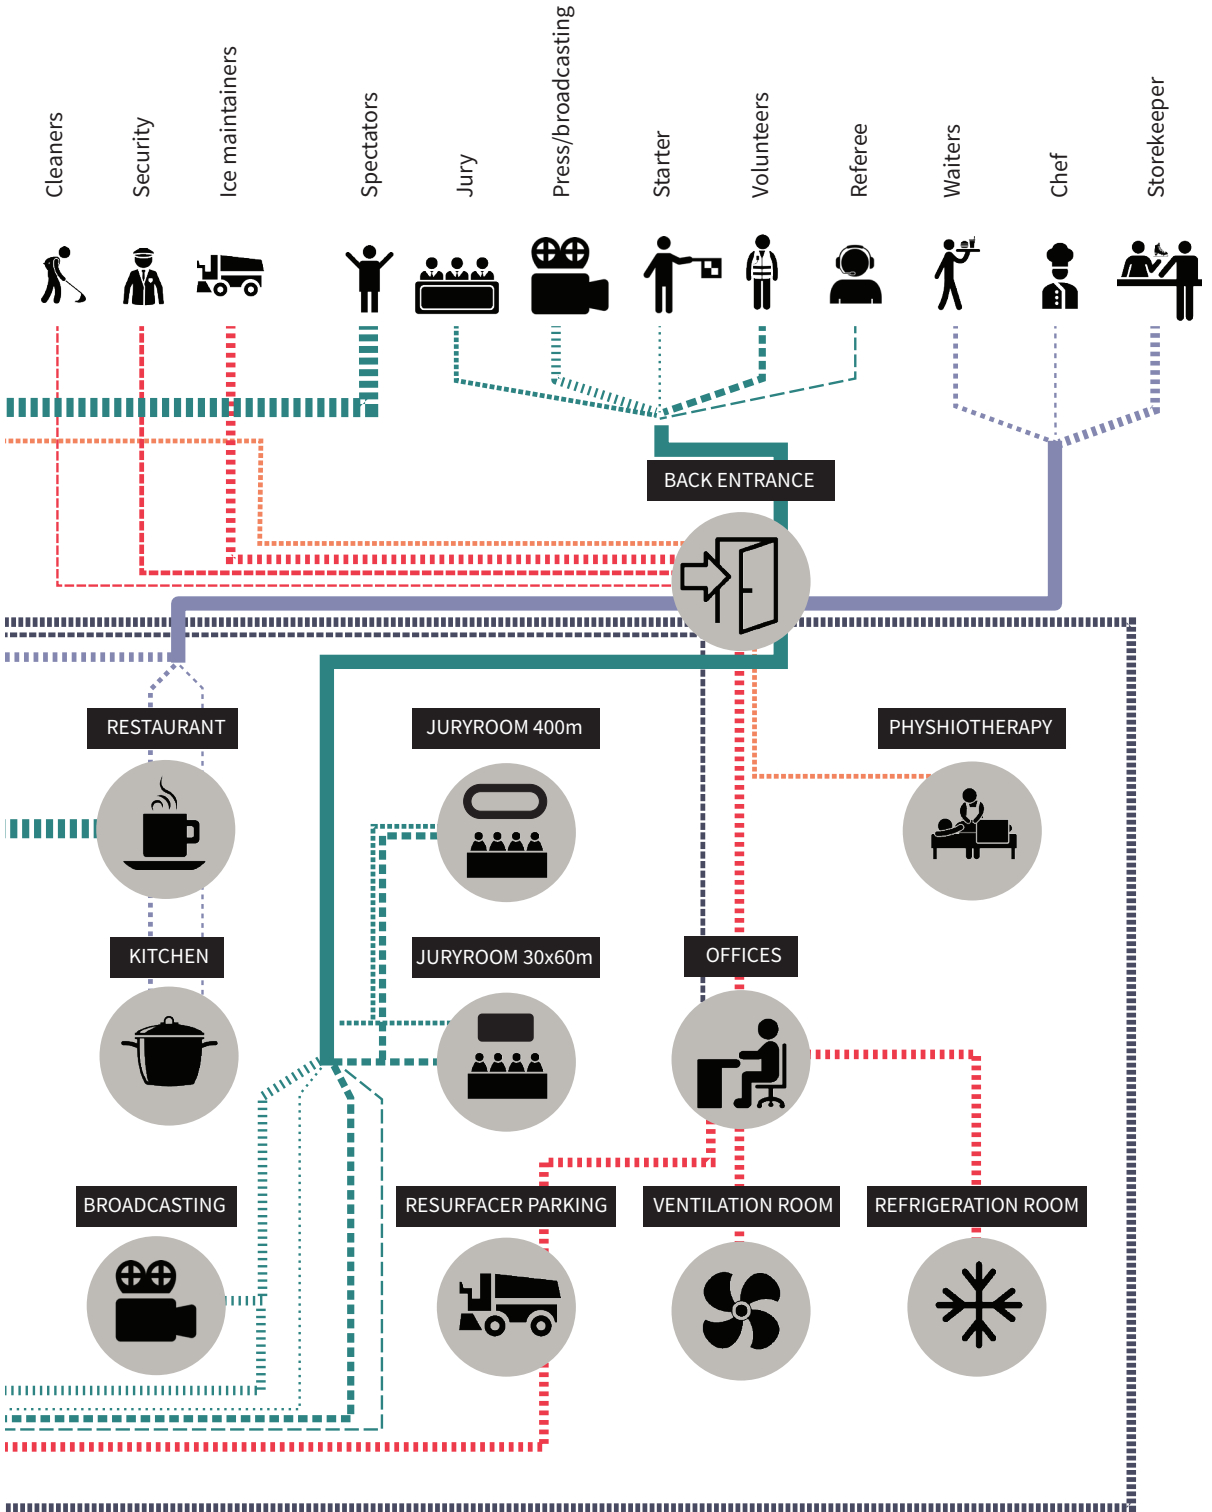 Cleaners
Security
Ice maintainers
Spectators
Jury
Press/broadcasting
Starter
Volunteers
Referee
Waiters
Chef
Storekeeper
BACK ENTRANCE
RESTAURANT
JURYROOM 400m
PHYSHIOTHERAPY
KITCHEN
JURYROOM 30x60m
OFFICES
BROADCASTING
RESURFACER PARKING
VENTILATION ROOM
REFRIGERATION ROOM